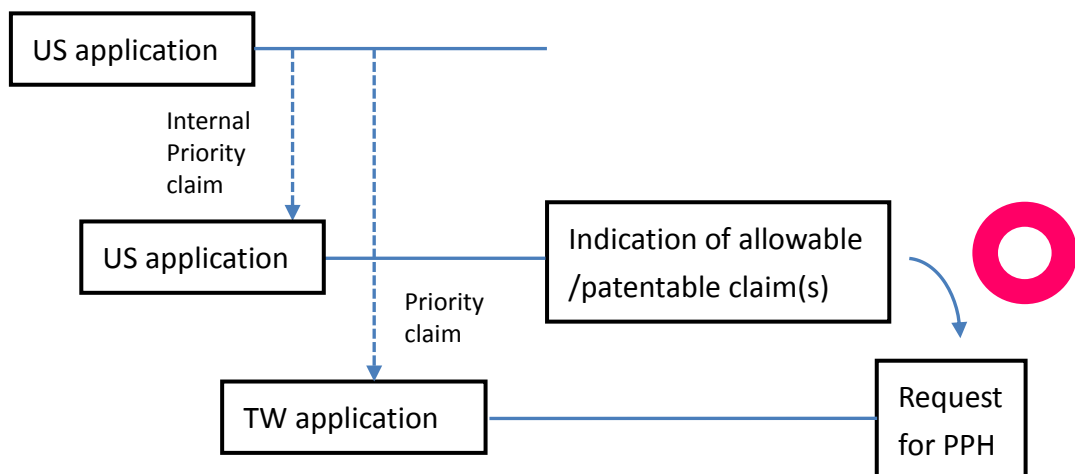 US application
Internal
Priority
claim
US application
Indication of allowable
/patentable claim(s)
Priority
claim
TW application
Request
for PPH